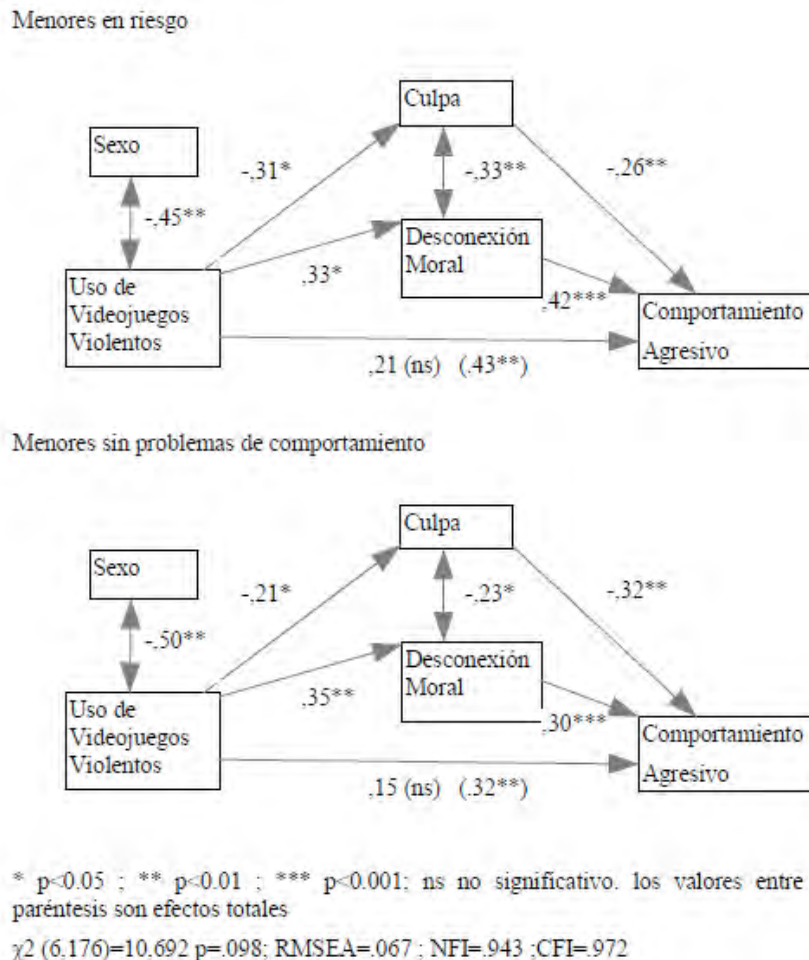 Menores en riesgo
Culpa
Sexo
-,31*
-,33**
-,26**
-,45**
Desconexión
Moral
,33*
Uso de
Videojuegos
Violentos
,42***
Comportamiento
Agresivo
,21 (ns) (.43**)
Menores sin problemas de comportamiento
Culpa
Sexo
-,21*
-,23*
-,32**
-,50**
Desconexión
Moral
,35**
Uso de
Videojuegos
Violentos
,30***
Comportamiento
Agresivo
,15 (ns) (.32**)
* p<0.05 ; ** p<0.01 ; *** p<0.001; ns no significativo. los valores entre
paréntesis son efectos totales
χ2 (6,176)=10,692 p=.098; RMSEA=.067 ; NFI=.943 ;CFI=.972